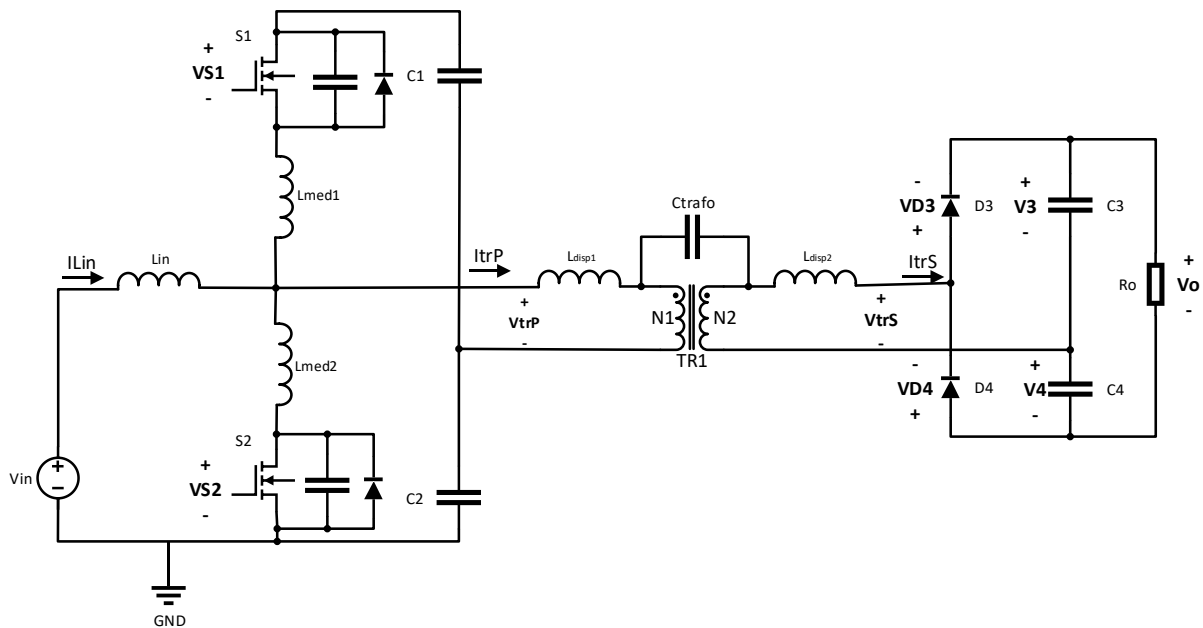 S1
+
VS1
-
C1
Lmed1
Ctrafo
-
VD3
+
D3
+
V3
-
C3
ILin
Lin
ItrP
Ldisp1
Ldisp2
ItrS
+
VtrP
-
N1
N2
TR1
+
VtrS
-
Ro
+
Vo
-
Lmed2
-
VD4
+
D4
+
V4
-
C4
S2
+
VS2
-
C2
Vin
+
−
GND